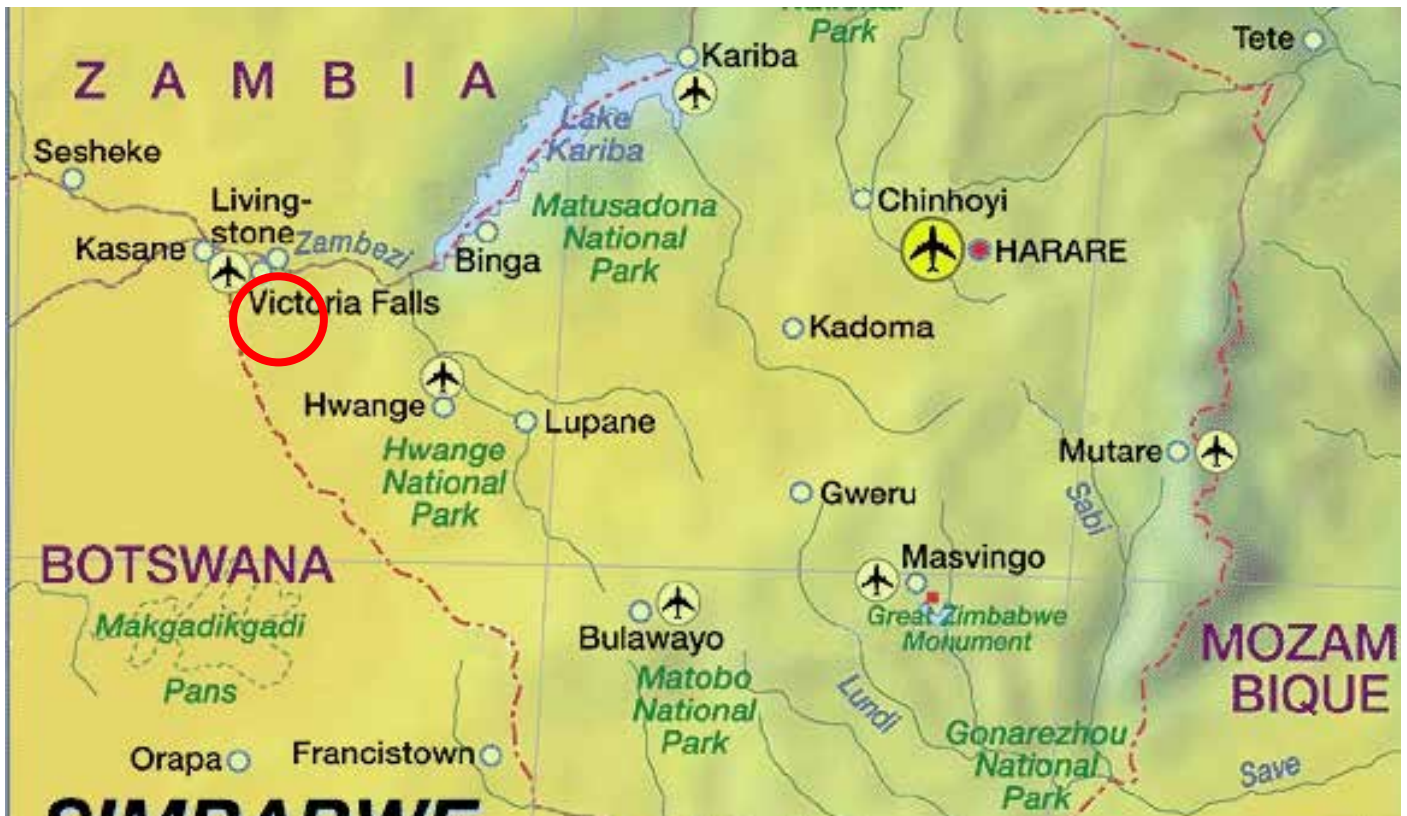 National
Park
Tete
Kariba
ZAMBIA
Lake
Kariba
Sesheke
Living-
stone
Zambezi
Kasane
Victoria Falls
Binga
Matusadona
National
Park
Chinhoyi
HARARE
Kadoma
Hwange
Lupane
Hwange
National
Park
Mutare
Gweru
Sabi
BOTSWANA
Makgadikgadi
Pans
Masvingo
Great Zimbabwe
Monument
Bulawayo
Matobo
National
Park
Lundi
MOZAM
BIQUE
Gonarezhou
National
Park
Save
Orapa
Francistown
SIMBABWE